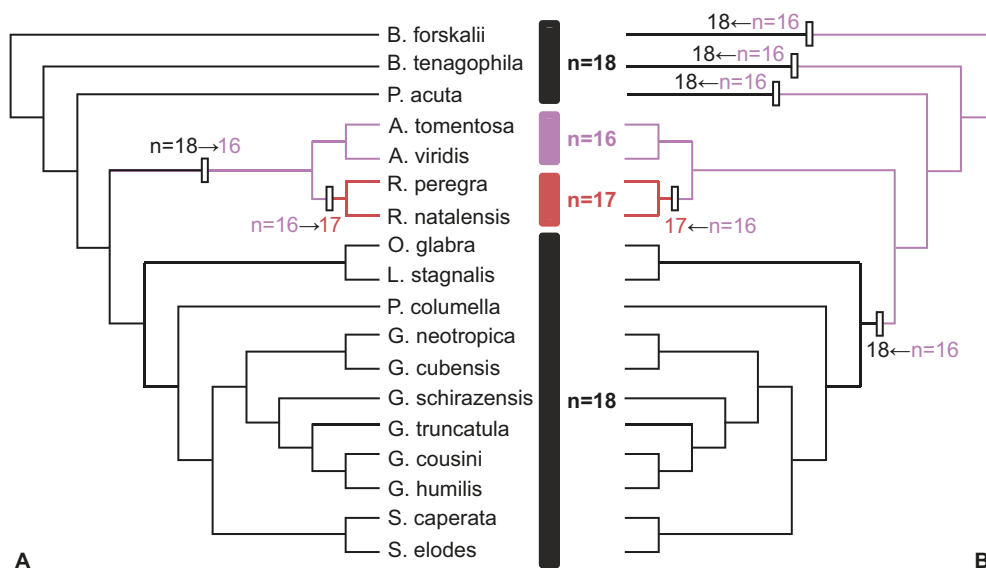 B. forskalii
B. tenagophila
P. acuta
A. tomentosa
A. viridis
R. peregra
R. natalensis
O. glabra
L. stagnalis
P. columella
G. neotropica
G. cubensis
G. schirazensis
G. truncatula
G. cousini
G. humilis
S. caperata
S. elodes
n=18→16
n=16→17
A
n=18
n=16
n=17
n=18
18←n=16
18←n=16
18←n=16
17←n=16
18←n=16
B